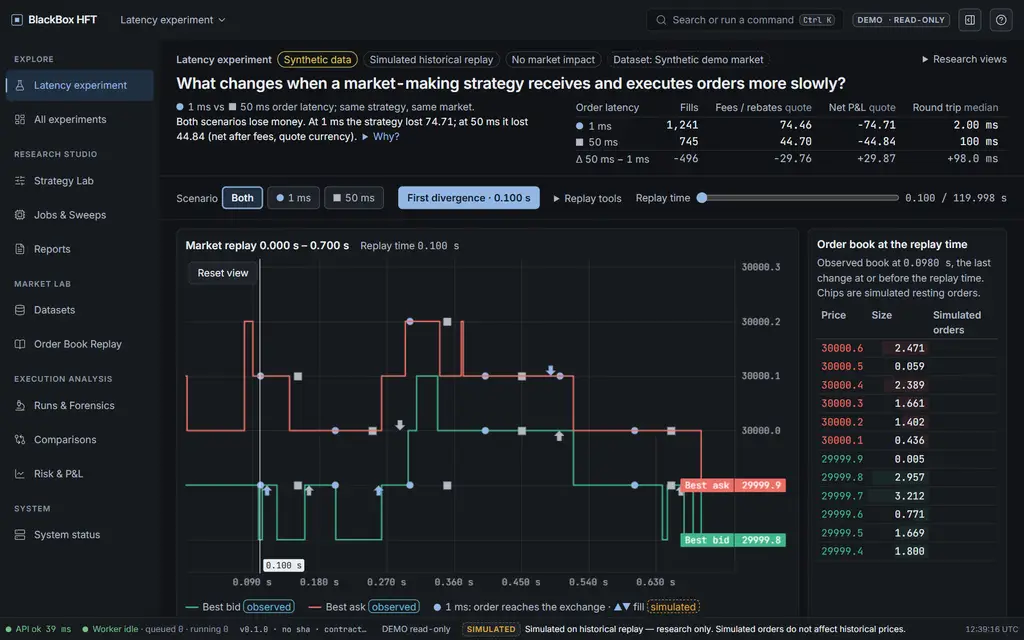 BlackBox HFT
Latency experiment
Search or run a command Ctrl K
DEMO · READ-ONLY
EXPLORE
Latency experiment
All experiments
RESEARCH STUDIO
Strategy Lab
Jobs & Sweeps
Reports
MARKET LAB
Datasets
Order Book Replay
EXECUTION ANALYSIS
Runs & Forensics
Comparisons
Risk & P&L
SYSTEM
System status
Latency experiment Synthetic data Simulated historical replay No market impact Dataset: Synthetic demo market
Research views
What changes when a market-making strategy receives and executes orders more slowly?
1 ms vs 50 ms order latency; same strategy, same market.
Both scenarios lose money. At 1 ms the strategy lost 74.71; at 50 ms it lost
44.84 (net after fees, quote currency). Why?
Order latency Fills Fees / rebates quote Net P&L quote Round trip median
1 ms 1,241 74.46 -74.71 2.00 ms
50 ms 745 44.70 -44.84 100 ms
Δ 50 ms − 1 ms -496 -29.76 +29.87 +98.0 ms
Scenario Both 1 ms 50 ms First divergence · 0.100 s Replay tools Replay time 0.100 / 119.998 s
Market replay 0.000 s – 0.700 s Replay time 0.100 s
Reset view
30000.3
30000.2
30000.1
30000.0
Best ask 29999.9
Best bid 29999.8
0.100 s
0.090 s 0.180 s 0.270 s 0.360 s 0.450 s 0.540 s 0.630 s
Best bid observed Best ask observed 1 ms: order reaches the exchange · ▲▼ fill simulated
Order book at the replay time
Observed book at 0.0980 s, the last
change at or before the replay time.
Chips are simulated resting orders.
Price Size Simulated
orders
30000.6 2.471
30000.5 0.059
30000.4 2.389
30000.3 1.661
30000.2 1.402
30000.1 0.436
29999.9 0.005
29999.8 2.957
29999.7 3.212
29999.6 0.771
29999.5 1.669
29999.4 1.800
API ok 39 ms Worker idle · queued 0 · running 0 v0.1.0 · no sha · contract… DEMO read-only SIMULATED Simulated on historical replay — research only. Simulated orders do not affect historical prices. 12:39:16 UTC